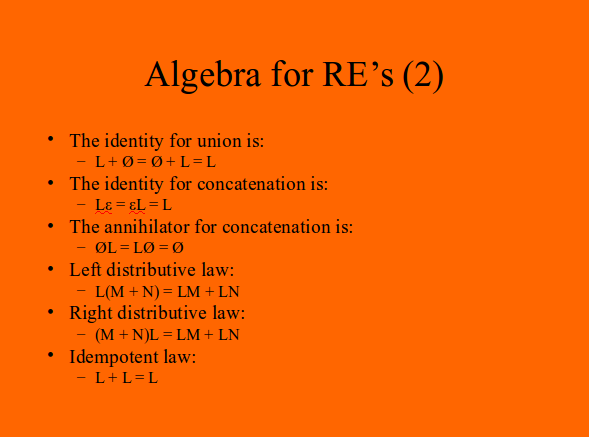 Algebra for RE’s (2)
• The identity for union is:
– L + Ø = Ø + L = L
• The identity for concatenation is:
– Lε = εL = L
• The annihilator for concatenation is:
– ØL = LØ = Ø
• Left distributive law:
– L(M + N) = LM + LN
• Right distributive law:
– (M + N)L = LM + LN
• Idempotent law:
– L + L = L